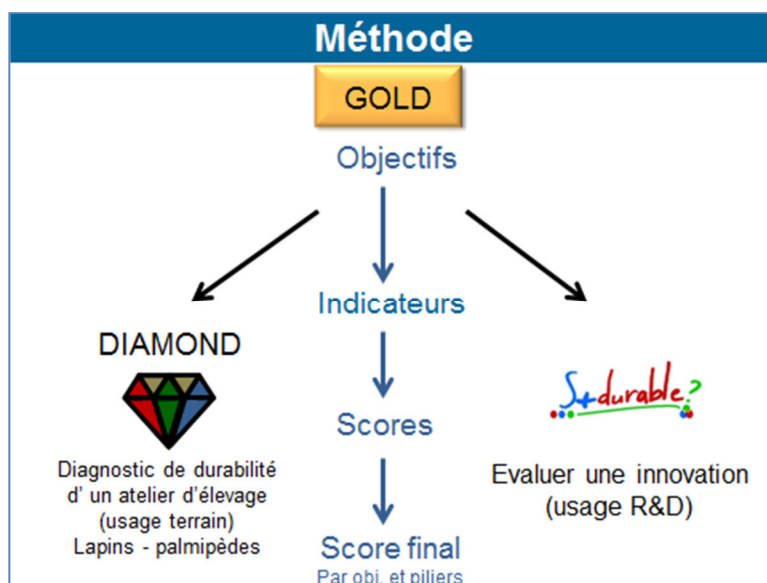 Méthode
GOLD
Objectifs
Indicateurs
DIAMOND
S+durable?
Scores
Diagnostic de durabilité
d' un atelier d'élevage
(usage terrain)
Lapins - palmipèdes
Evaluer une innovation
(usage R&D)
Score final
Par obj. et piliers